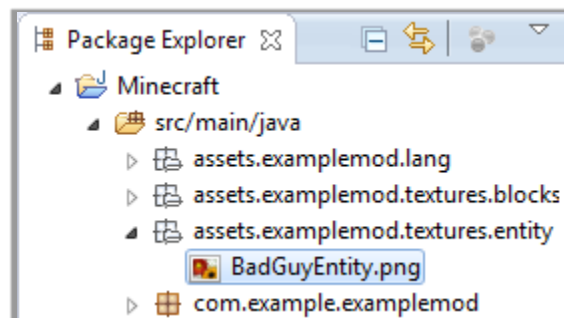 Package Explorer
Minecraft
src/main/java
assets.examplemod.lang
assets.examplemod.textures.blocks
assets.examplemod.textures.entity
BadGuyEntity.png
com.example.examplemod